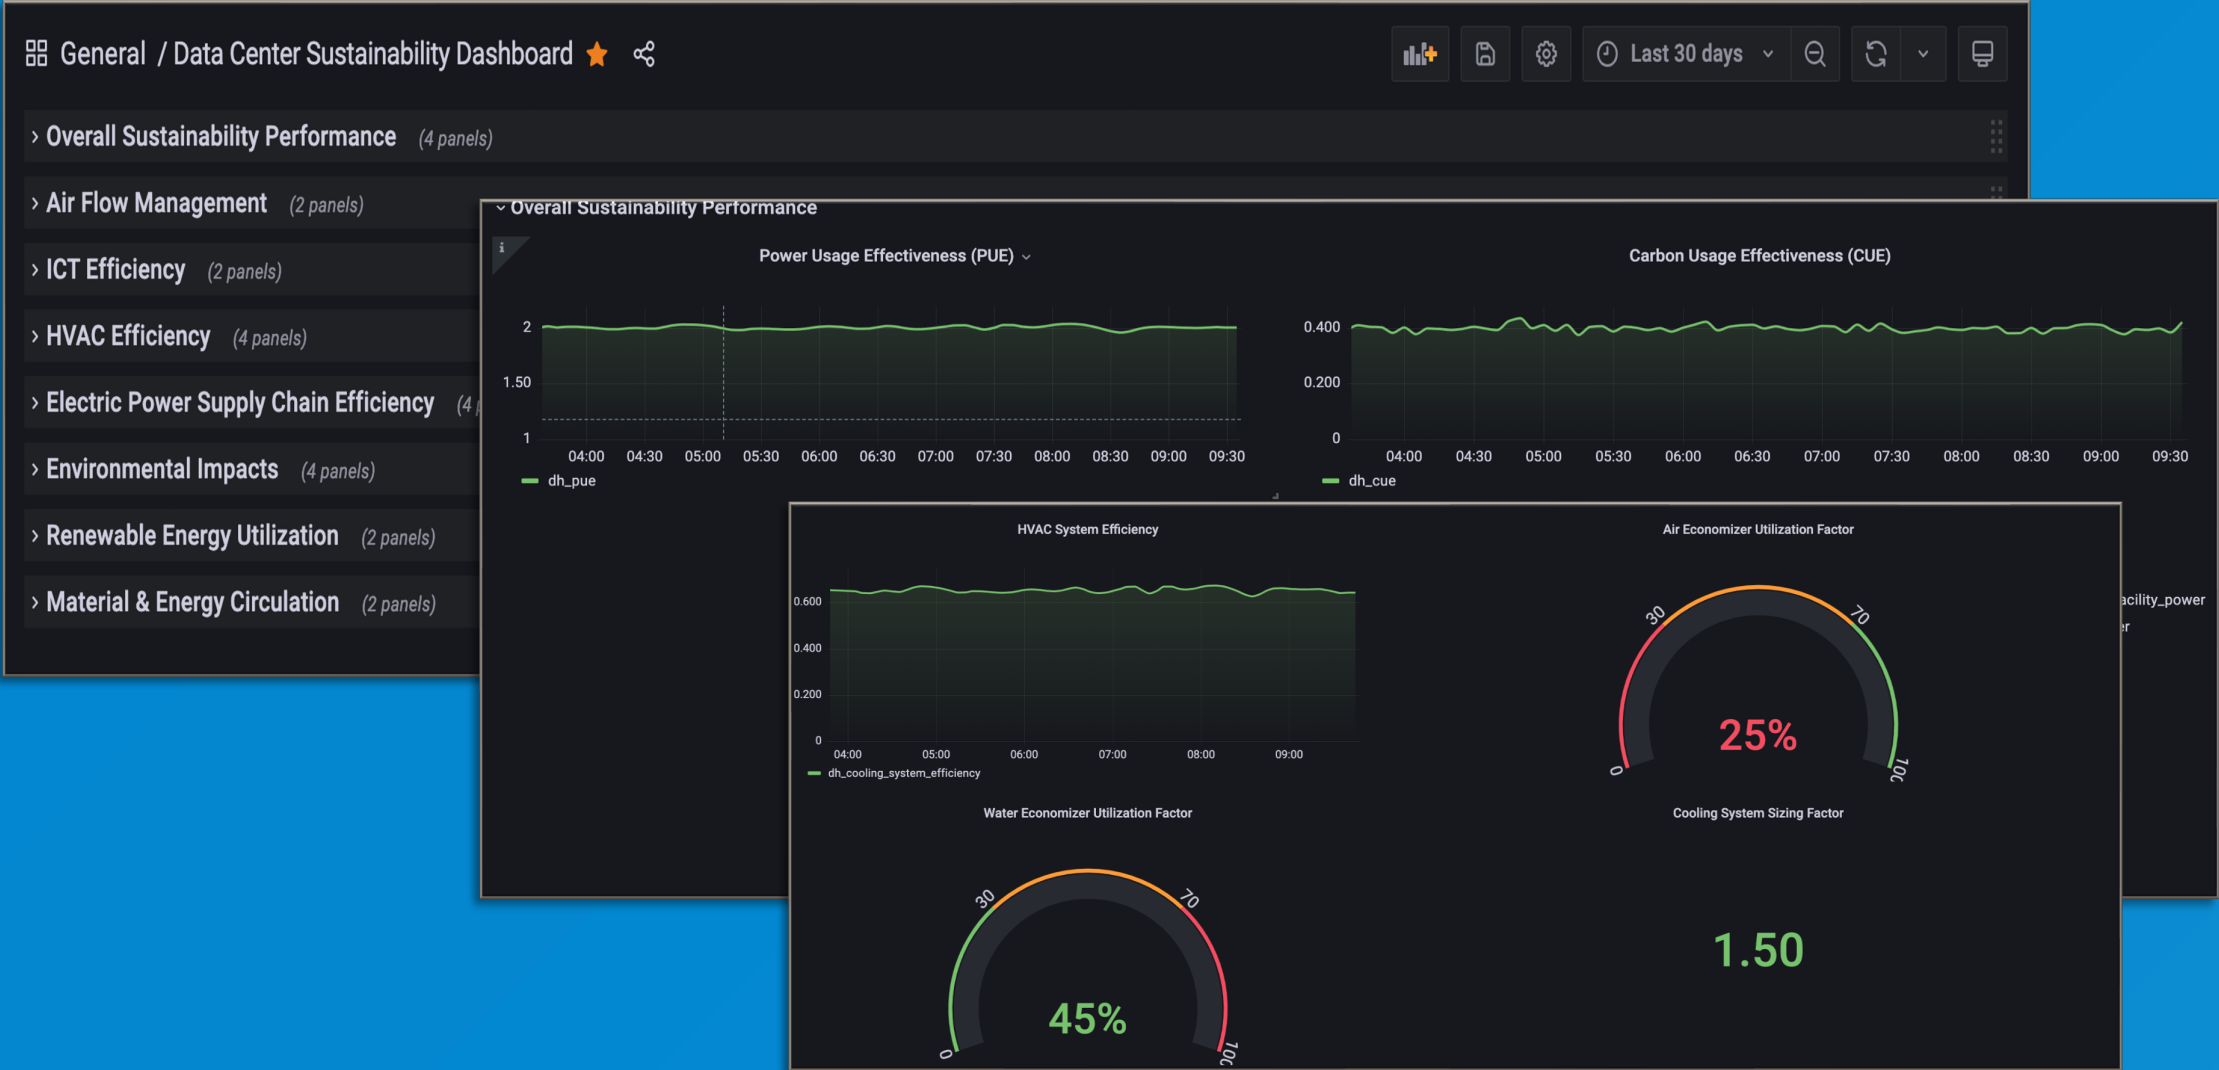 General / Data Center Sustainability Dashboard
Last 30 days
Overall Sustainability Performance (4 panels)
Air Flow Management (2 panels)
ICT Efficiency (2 panels)
HVAC Efficiency (4 panels)
Electric Power Supply Chain Efficiency (4
Environmental Impacts (4 panels)
Renewable Energy Utilization (2 panels)
Material & Energy Circulation (2 panels)
Overall Sustainability Performance
i
Power Usage Effectiveness (PUE)
2
1.50
1
04:00 04:30 05:00 05:30 06:00 06:30 07:00 07:30 08:00 08:30 09:00 09:30
dh_pue
Carbon Usage Effectiveness (CUE)
0.400
0.200
0
04:00 04:30 05:00 05:30 06:00 06:30 07:00 07:30 08:00 08:30 09:00 09:30
dh_cue
acility_power
er
HVAC System Efficiency
0.600
0.400
0.200
0
04:00 05:00 06:00 07:00 08:00 09:00
dh_cooling_system_efficiency
Air Economizer Utilization Factor
0
30
70
100
25%
Water Economizer Utilization Factor
0
30
70
100
45%
Cooling System Sizing Factor
1.50